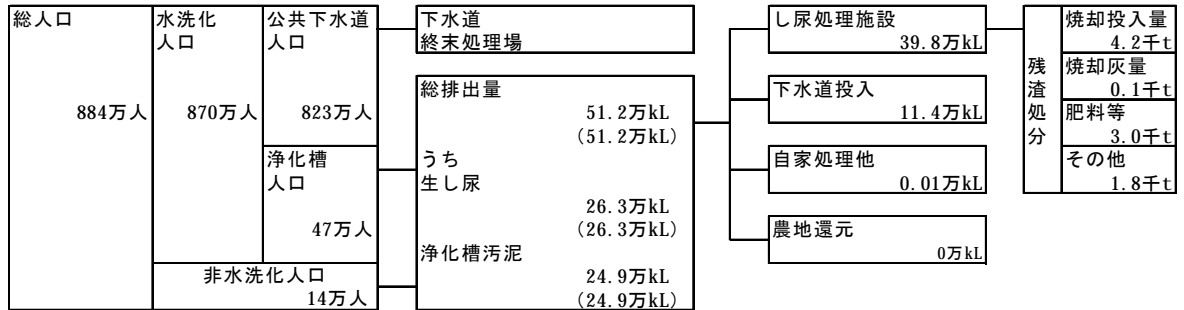 総人口
884万人
水洗化
人口
870万人
公共下水道
人口
823万人
浄化槽
人口
47万人
非水洗化人口
14万人
下水道
終末処理場
総排出量
51.2万kL
(51.2万kL)
うち
生し尿
26.3万kL
(26.3万kL)
浄化槽汚泥
24.9万kL
(24.9万kL)
し尿処理施設
39.8万kL
下水道投入
11.4万kL
自家処理他
0.01万kL
農地還元
0万kL
残渣処分
焼却投入量
4.2千t
焼却灰量
0.1千t
肥料等
3.0千t
その他
1.8千t